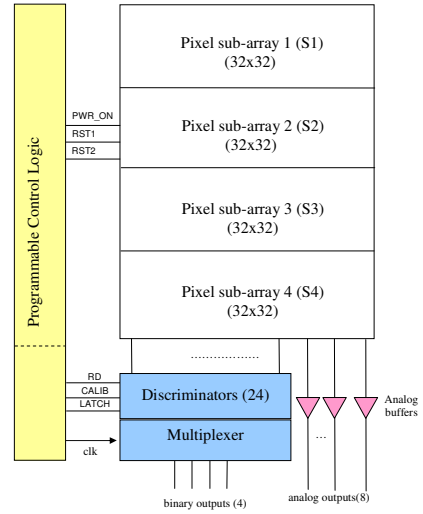 Programmable Control Logic
Pixel sub-array 1 (S1)
(32x32)
PWR_ON
RST1
RST2
Pixel sub-array 2 (S2)
(32x32)
Pixel sub-array 3 (S3)
(32x32)
Pixel sub-array 4 (S4)
(32x32)
...................
RD
CALIB
LATCH
Discriminators (24)
Analog
buffers
clk
Multiplexer
...
binary outputs (4)
analog outputs(8)